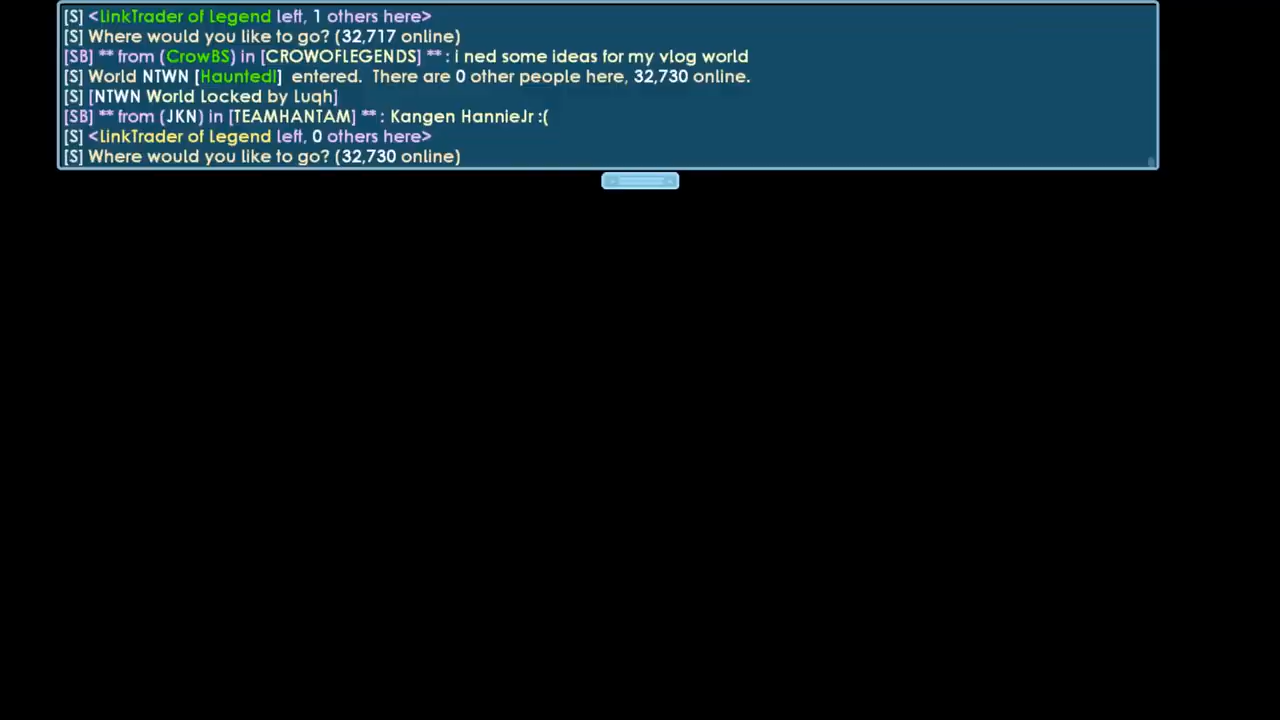 [S] <LinkTrader of Legend left, 1 others here>
[S] Where would you like to go? (32,717 online)
[SB] ** from (CrowBS) in [CROWOFLEGENDS] ** : i ned some ideas for my vlog world
[S] World NTWN [Haunted!]  entered.  There are 0 other people here, 32,730 online.
[S] [NTWN World Locked by Luqh]
[SB] ** from (JKN) in [TEAMHANTAM] ** : Kangen HannieJr :(
[S] <LinkTrader of Legend left, 0 others here>
[S] Where would you like to go? (32,730 online)